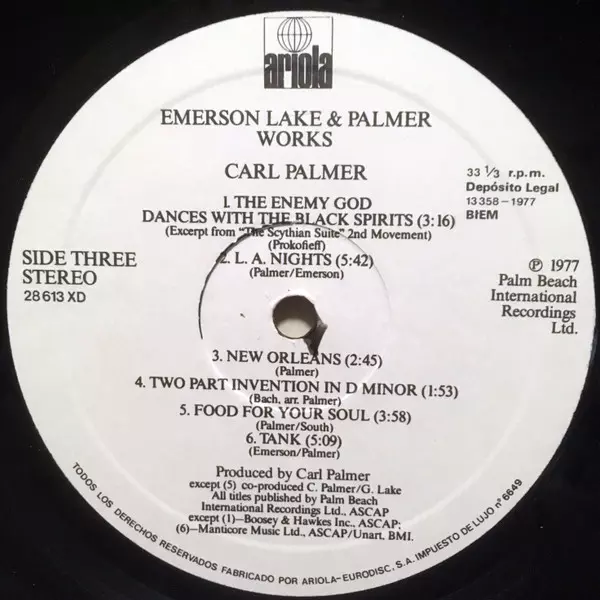 ariola
EMERSON LAKE & PALMER
WORKS
CARL PALMER
33 1/3 r.p.m.
Depósito Legal
13358-1977
BIEM
1. THE ENEMY GOD
DANCES WITH THE BLACK SPIRITS (3:16)
(Excerpt from "The Scythian Suite" 2nd Movement)
(Prokofieff)
2. L. A. NIGHTS (5:42)
(Palmer/Emerson)
SIDE THREE
STEREO
28 613 XD
℗ 1977
Palm Beach
International
Recordings
Ltd.
3. NEW ORLEANS (2:45)
(Palmer)
4. TWO PART INVENTION IN D MINOR (1:53)
(Bach, arr. Palmer)
5. FOOD FOR YOUR SOUL (3:58)
(Palmer/South)
6. TANK (5:09)
(Emerson/Palmer)
Produced by Carl Palmer
except (5) co-produced C. Palmer/G. Lake
All titles published by Palm Beach
International Recordings Ltd., ASCAP
except (1)—Boosey & Hawkes Inc., ASCAP;
(6)—Manticore Music Ltd., ASCAP/Unart, BMI.
TODOS LOS DERECHOS RESERVADOS FABRICADO POR ARIOLA-EURODISC, S.A. IMPUESTO DE LUJO nº 6649